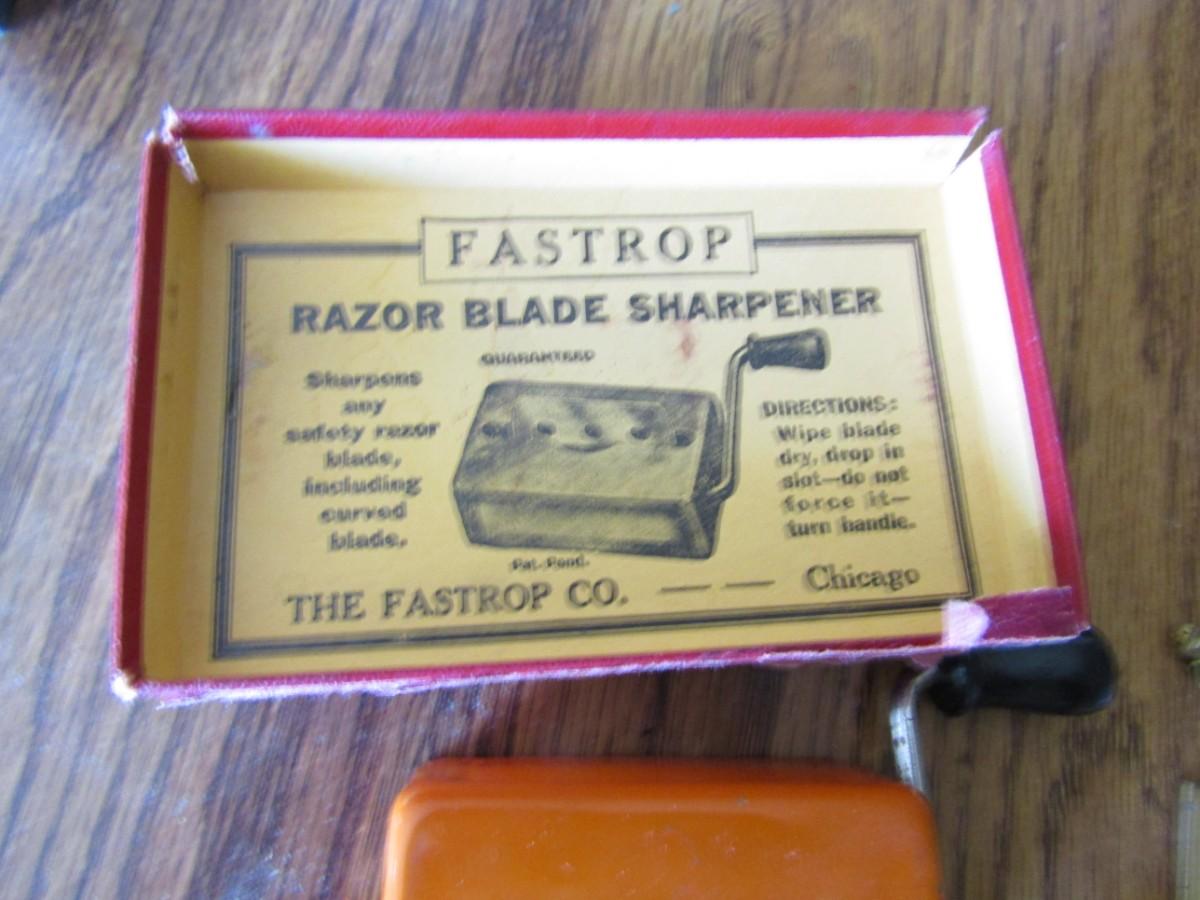 FASTROP
RAZOR BLADE SHARPENER
GUARANTEED
Sharpens
any
safety razor
blade,
including
curved
blade.
DIRECTIONS:
Wipe blade
dry, drop in
slot—do not
force it—
turn handle.
Pat. Pend.
THE FASTROP CO. — — Chicago